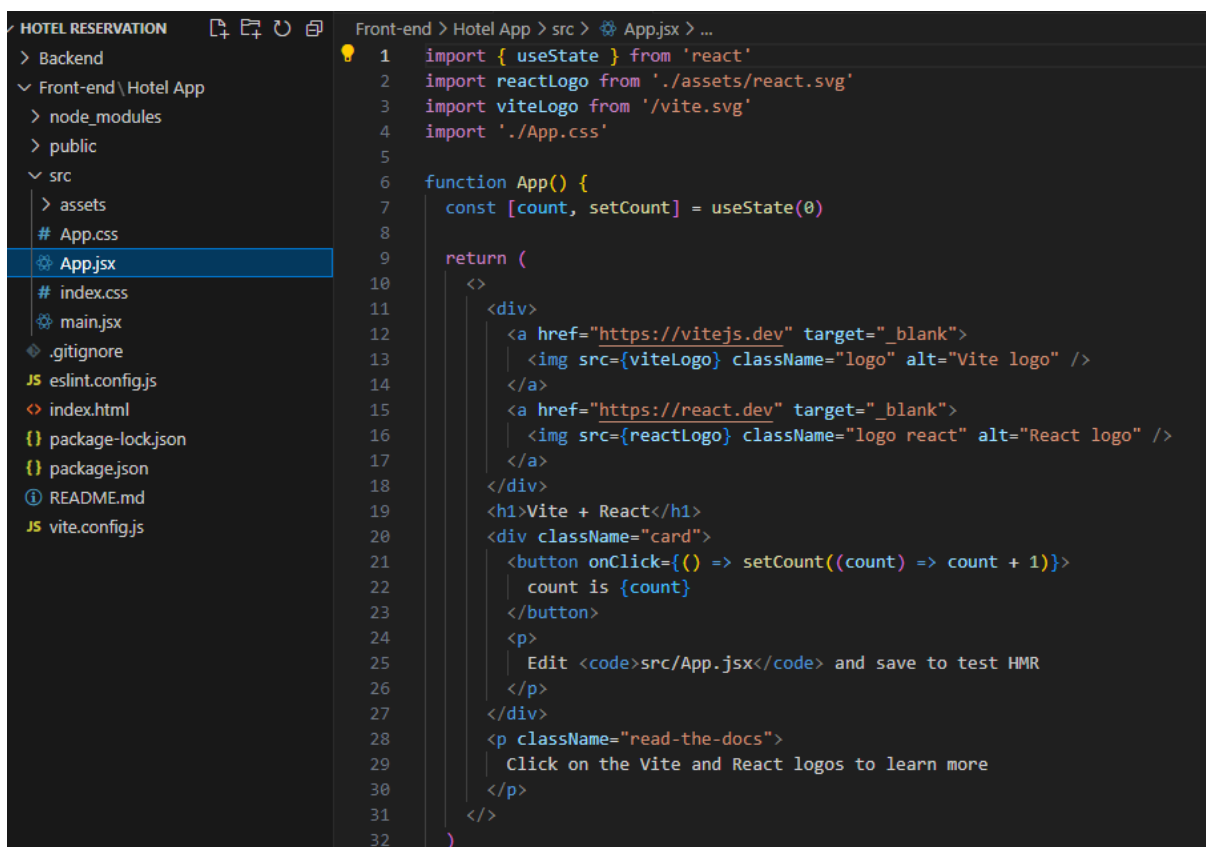 HOTEL RESERVATION
> Backend
Front-end\Hotel App
> node_modules
> public
src
> assets
# App.css
App.jsx
# index.css
main.jsx
.gitignore
JS eslint.config.js
<> index.html
{} package-lock.json
{} package.json
README.md
JS vite.config.js
Front-end > Hotel App > src > App.jsx > ...
1 import { useState } from 'react'
2 import reactLogo from './assets/react.svg'
3 import viteLogo from '/vite.svg'
4 import './App.css'
5
6 function App() {
7   const [count, setCount] = useState(0)
8
9   return (
10     <>
11       <div>
12         <a href="https://vitejs.dev" target="_blank">
13           <img src={viteLogo} className="logo" alt="Vite logo" />
14         </a>
15         <a href="https://react.dev" target="_blank">
16           <img src={reactLogo} className="logo react" alt="React logo" />
17         </a>
18       </div>
19       <h1>Vite + React</h1>
20       <div className="card">
21         <button onClick={() => setCount((count) => count + 1)}>
22           count is {count}
23         </button>
24         <p>
25           Edit <code>src/App.jsx</code> and save to test HMR
26         </p>
27       </div>
28       <p className="read-the-docs">
29         Click on the Vite and React logos to learn more
30       </p>
31     </>
32   )